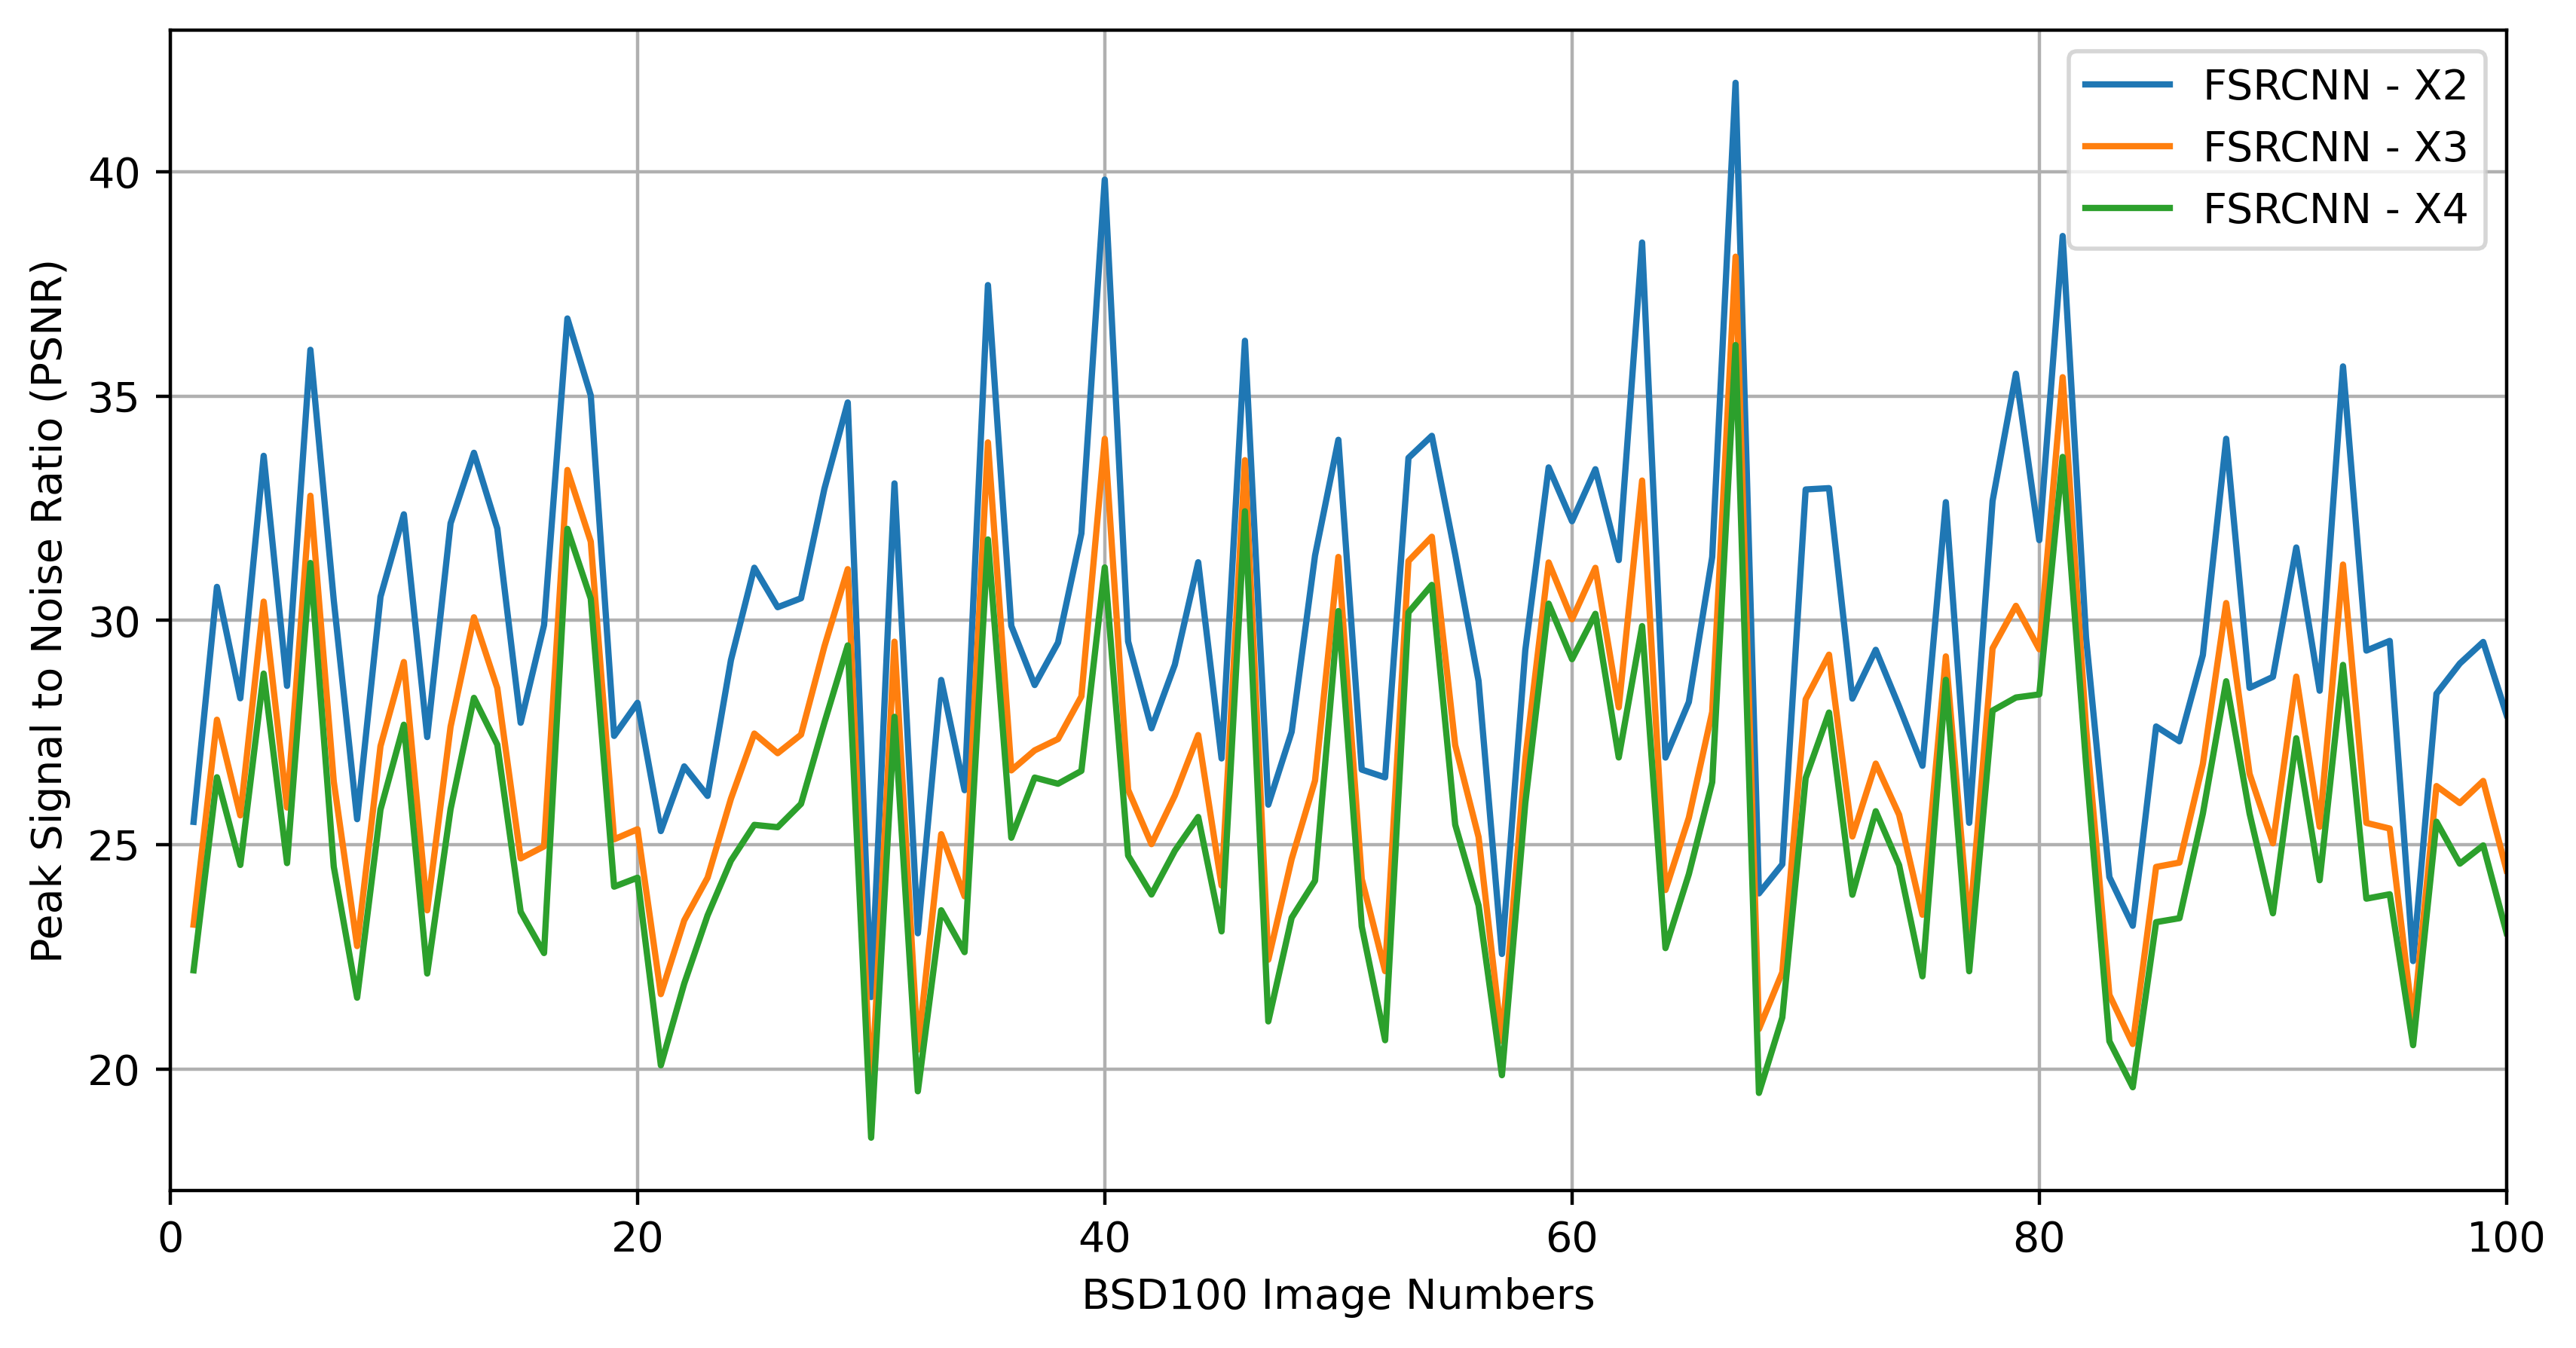 FSRCNN - X2
FSRCNN - X3
FSRCNN - X4
Peak Signal to Noise Ratio (PSNR)
40
35
30
25
20
0 20 40 60 80 100
BSD100 Image Numbers